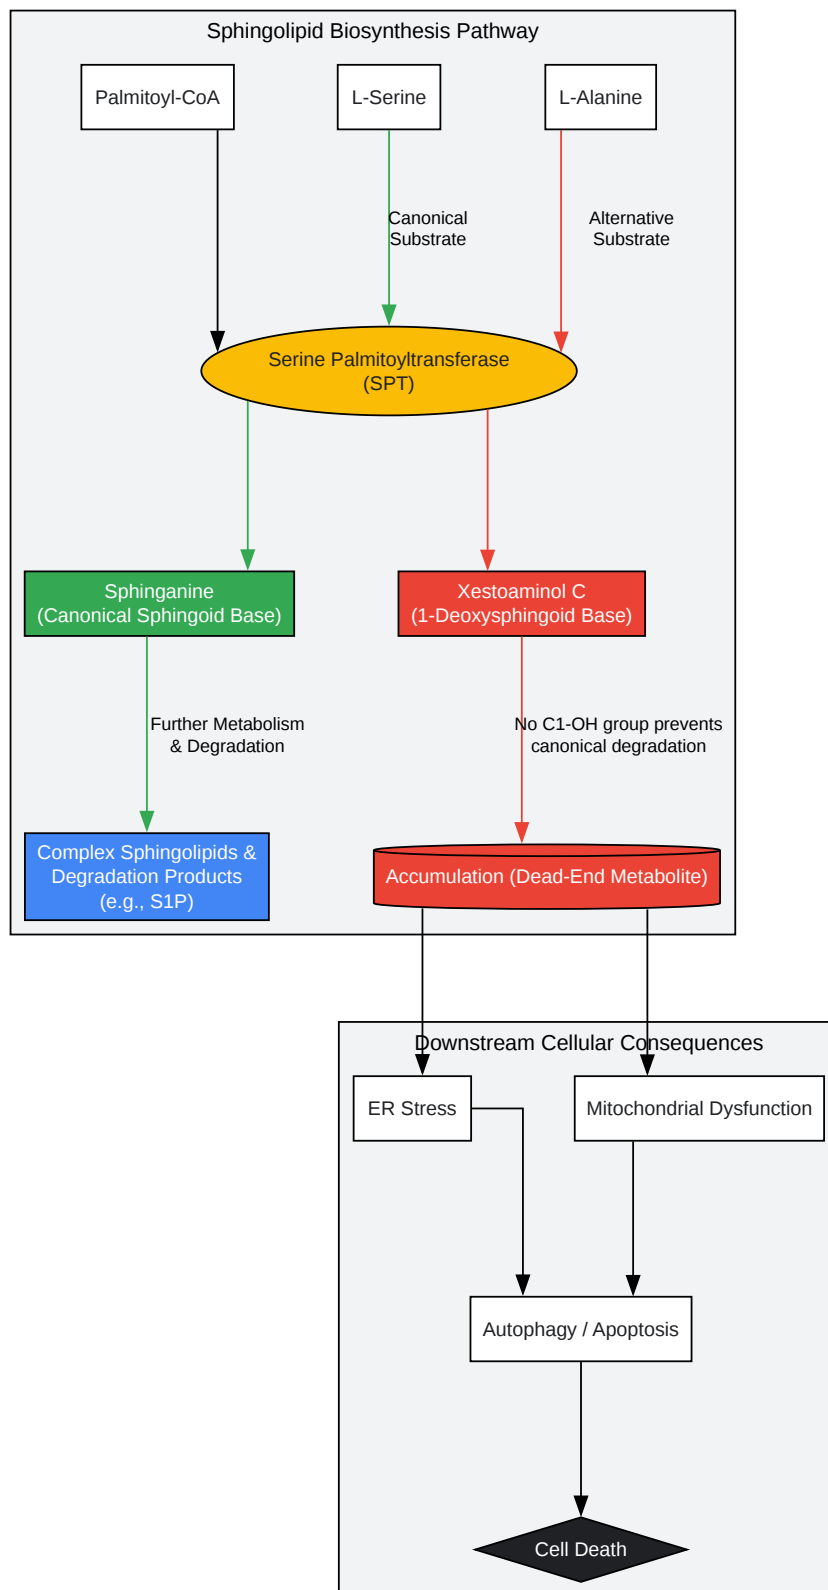 Sphingolipid Biosynthesis Pathway
Palmitoyl-CoA
L-Serine
L-Alanine
Canonical
Substrate
Alternative
Substrate
Serine Palmitoyltransferase
(SPT)
Sphinganine
(Canonical Sphingoid Base)
Xestoaminol C
(1-Deoxysphingoid Base)
Further Metabolism
& Degradation
No C1-OH group prevents
canonical degradation
Complex Sphingolipids &
Degradation Products
(e.g., S1P)
Accumulation (Dead-End Metabolite)
Downstream Cellular Consequences
ER Stress
Mitochondrial Dysfunction
Autophagy / Apoptosis
Cell Death